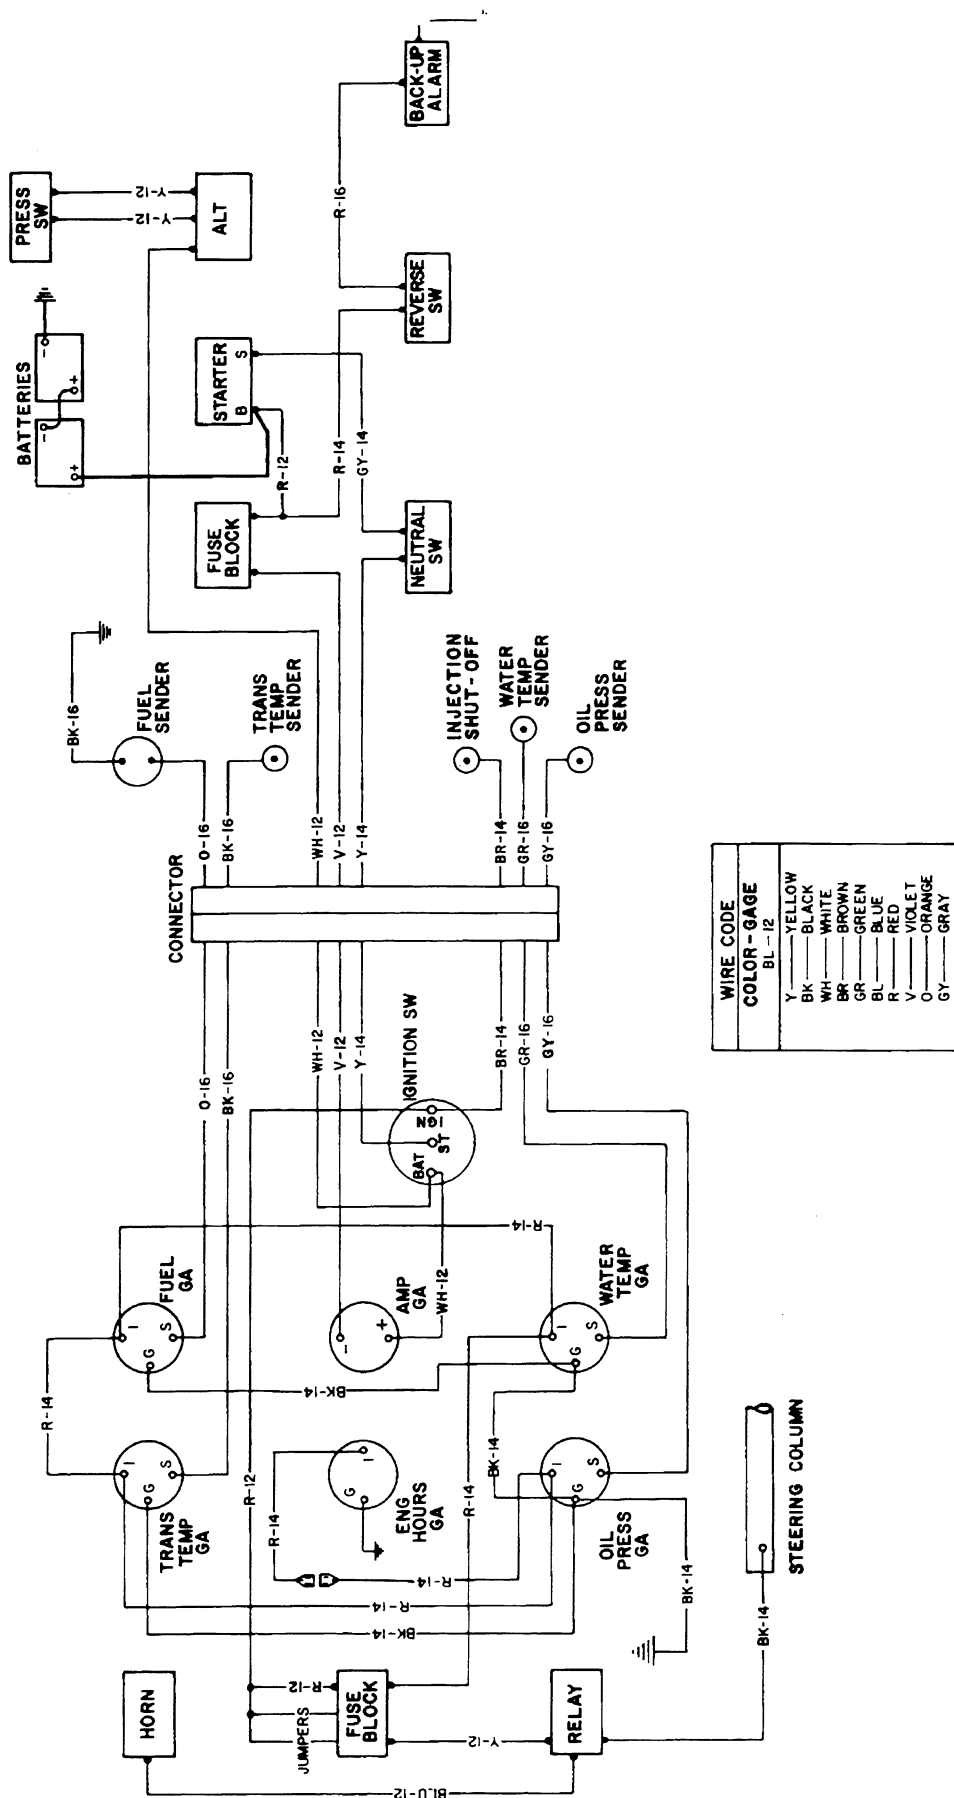 PRESS
SW
Y-12
Y-12
ALT
BATTERIES
-
+
-
+
STARTER
B
S
R-12
BACK-UP
ALARM
R-16
REVERSE
SW
R-14
GY-14
FUSE
BLOCK
NEUTRAL
SW
BK-16
FUEL
SENDER
TRANS
TEMP
SENDER
INJECTION
SHUT-OFF
WATER
TEMP
SENDER
OIL
PRESS
SENDER
O-16
BK-16
WH-12
V-12
Y-14
BR-14
GR-16
GY-16
CONNECTOR
O-16
BK-16
WH-12
V-12
Y-14
BR-14
GR-16
GY-16
IGNITION SW
IGN
ST
BAT
R-14
FUEL
GA
I
S
G
AMP
GA
-
+
WH-12
WATER
TEMP
GA
I
S
G
R-14
BK-14
TRANS
TEMP
GA
I
S
G
R-12
ENG
HOURS
GA
I
G
R-14
BK-14
R-14
OIL
PRESS
GA
I
S
G
R-14
R-14
BK-14
BK-14
HORN
R-12
JUMPERS
FUSE
BLOCK
Y-12
RELAY
BLU-12
BK-14
STEERING COLUMN
WIRE CODE
COLOR-GAGE
BL-12
Y YELLOW
BK BLACK
WH WHITE
BR BROWN
GR GREEN
BL BLUE
R RED
V VIOLET
O ORANGE
GY GRAY